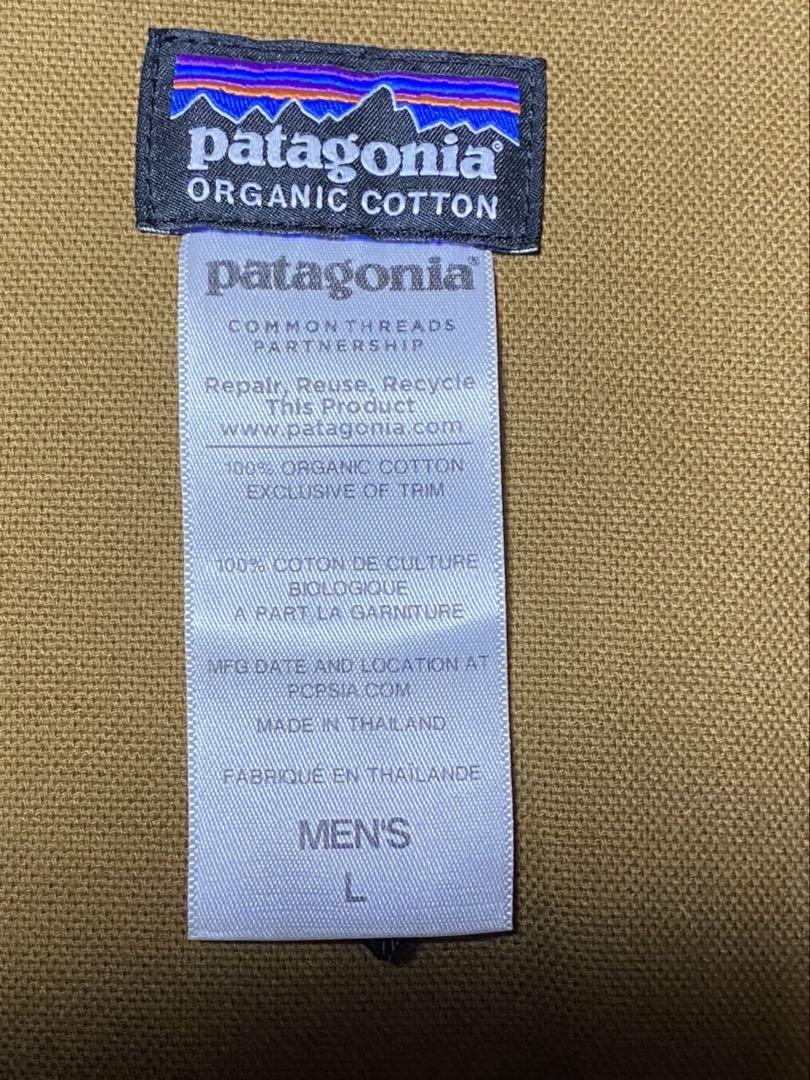 patagonia®
ORGANIC COTTON
patagonia®
COMMON THREADS
PARTNERSHIP
Repair, Reuse, Recycle
This Product
www.patagonia.com
100% ORGANIC COTTON
EXCLUSIVE OF TRIM
100% COTON DE CULTURE
BIOLOGIQUE
A PART LA GARNITURE
MFG DATE AND LOCATION AT
PCPSIA.COM
MADE IN THAILAND
FABRIQUÉ EN THAÏLANDE
MEN'S
L